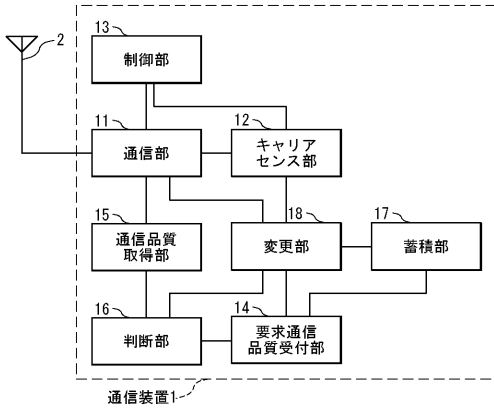 2
13
制御部
11
通信部
12
キャリア
センス部
15
通信品質
取得部
18
変更部
17
蓄積部
16
判断部
14
要求通信
品質受付部
通信装置1